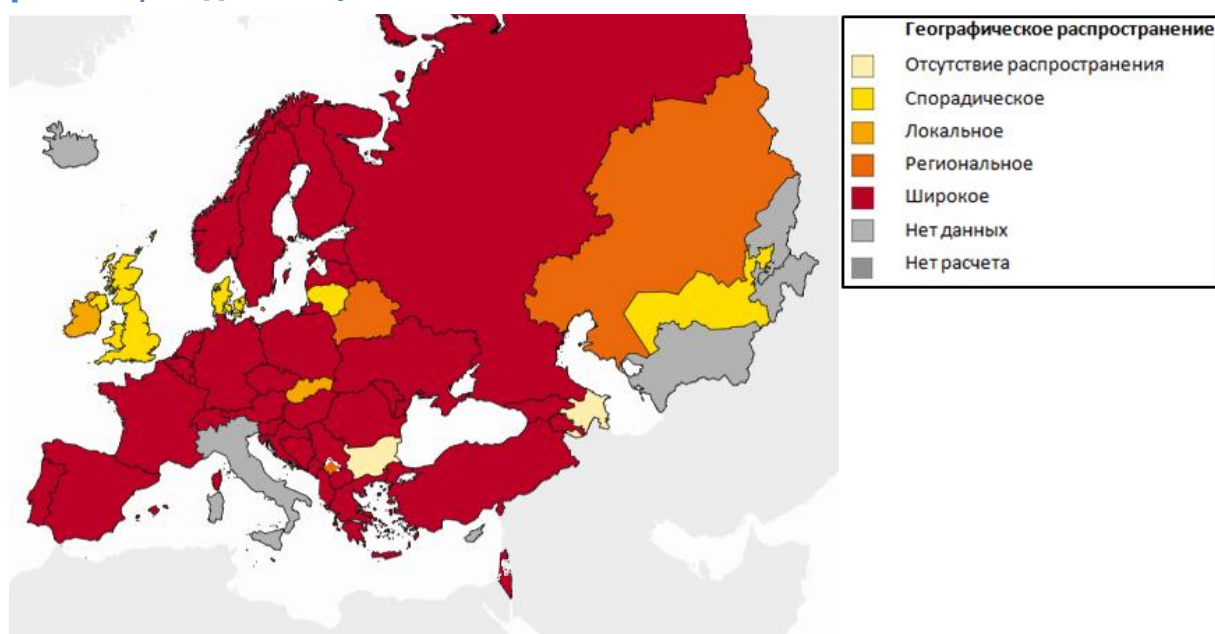 Географическое распространение
Отсутствие распространения
Спорадическое
Локальное
Региональное
Широкое
Нет данных
Нет расчета